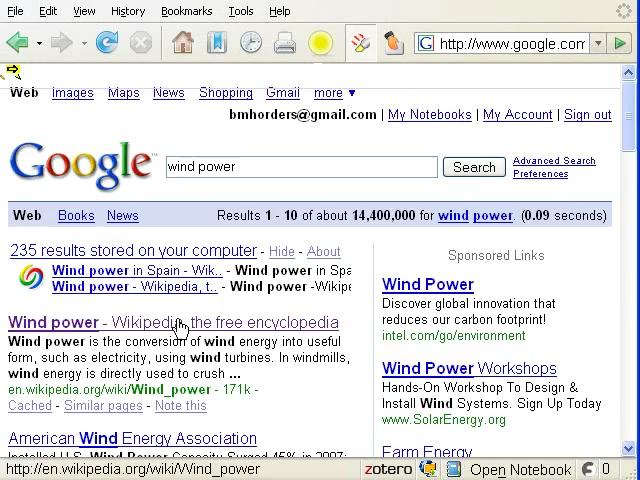 File Edit View History Bookmarks Tools Help
G http://www.google.com
Web Images Maps News Shopping Gmail more ▼
bmhorders@gmail.com | My Notebooks | My Account | Sign out
Google™ wind power Search Advanced Search
Preferences
Web Books News Results 1 - 10 of about 14,400,000 for wind power. (0.09 seconds)
235 results stored on your computer - Hide - About
Wind power in Spain - Wik.. - Wind power in Spa
Wind power - Wikipedia, t.. - Wind power -Wikipe
Wind power - Wikipedia, the free encyclopedia
Wind power is the conversion of wind energy into useful
form, such as electricity, using wind turbines. In windmills,
wind energy is directly used to crush ...
en.wikipedia.org/wiki/Wind_power - 171k -
Cached - Similar pages - Note this
American Wind Energy Association
Installed U.S. Wind Power Capacity Surged 45% in 2007:
Sponsored Links
Wind Power
Discover global innovation that
reduces our carbon footprint!
intel.com/go/environment
Wind Power Workshops
Hands-On Workshop To Design &
Install Wind Systems. Sign Up Today
www.SolarEnergy.org
Farm Energy
http://en.wikipedia.org/wiki/Wind_power zotero Open Notebook 0